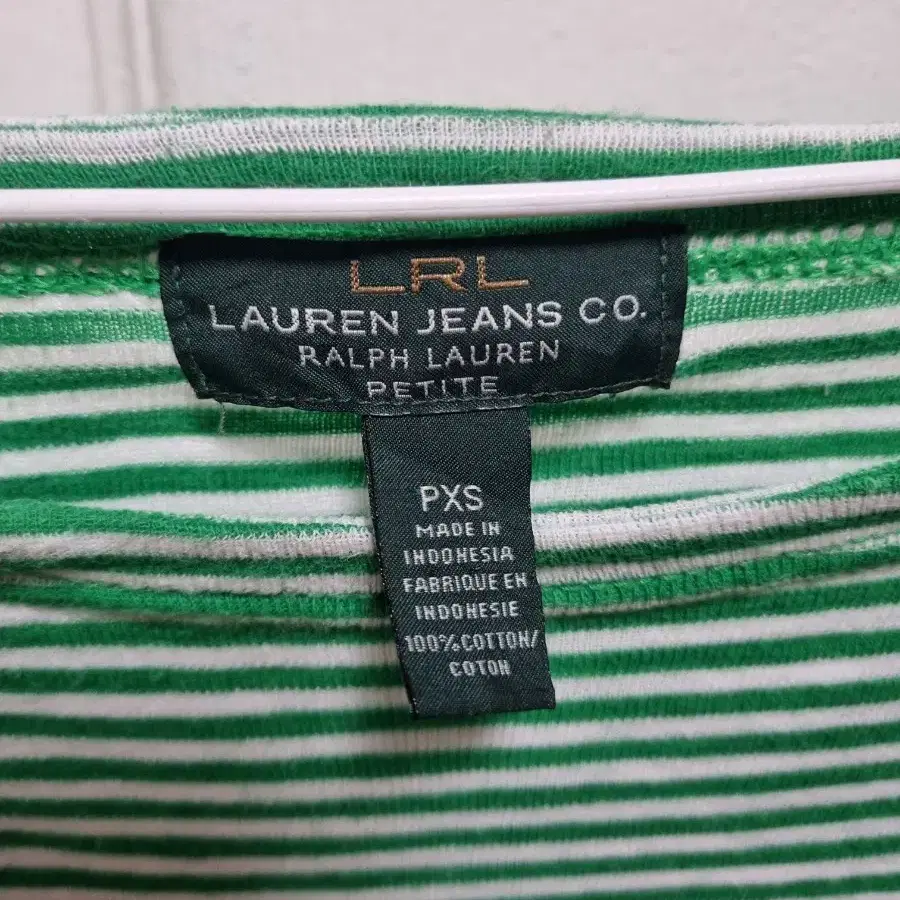 LRL
LAUREN JEANS CO.
RALPH LAUREN
PETITE
PXS
MADE IN
INDONESIA
FABRIQUE EN
INDONESIE
100% COTTON/
COTON